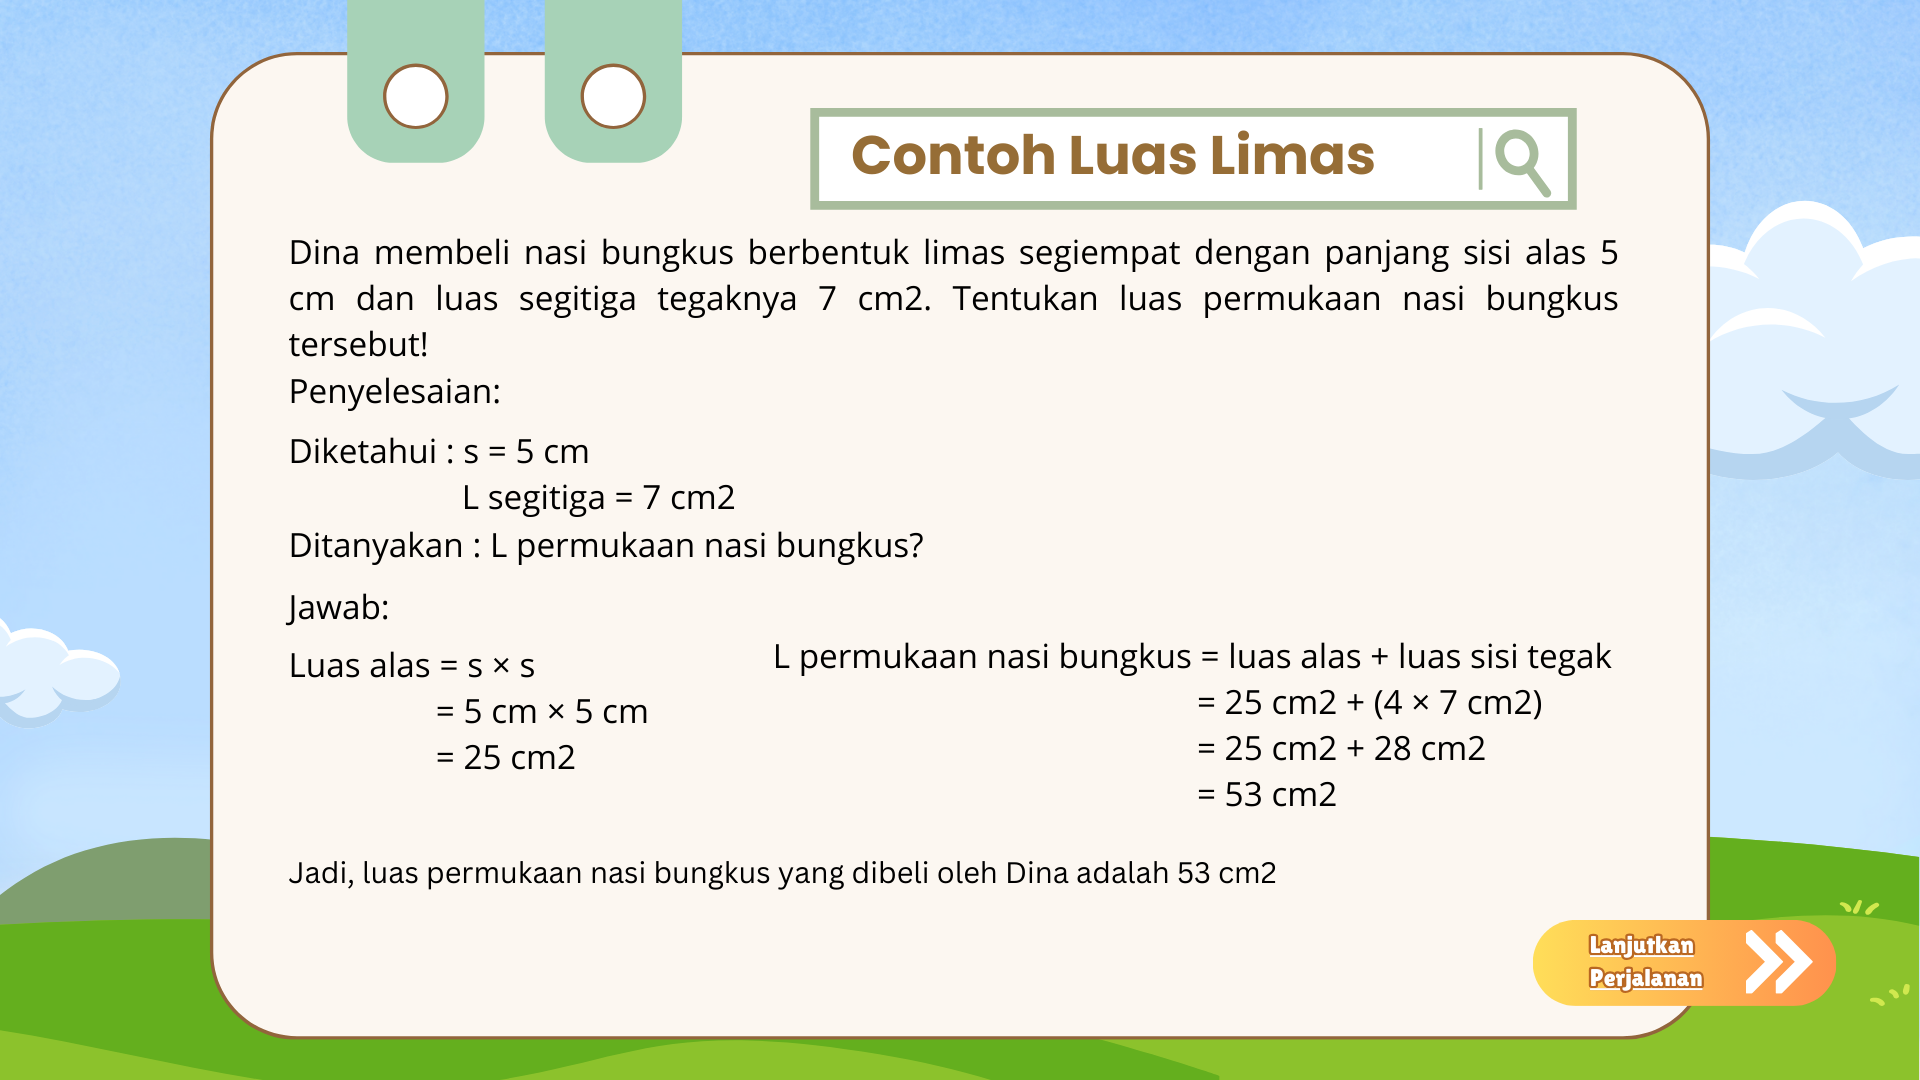 Contoh Luas Limas
Dina membeli nasi bungkus berbentuk limas segiempat dengan panjang sisi alas 5
cm dan luas segitiga tegaknya 7 cm2. Tentukan luas permukaan nasi bungkus
tersebut!
Penyelesaian:
Diketahui : s = 5 cm
L segitiga = 7 cm2
Ditanyakan : L permukaan nasi bungkus?
Jawab:
Luas alas = s × s
= 5 cm × 5 cm
= 25 cm2
L permukaan nasi bungkus = luas alas + luas sisi tegak
= 25 cm2 + (4 × 7 cm2)
= 25 cm2 + 28 cm2
= 53 cm2
Jadi, luas permukaan nasi bungkus yang dibeli oleh Dina adalah 53 cm2
Lanjutkan
Perjalanan